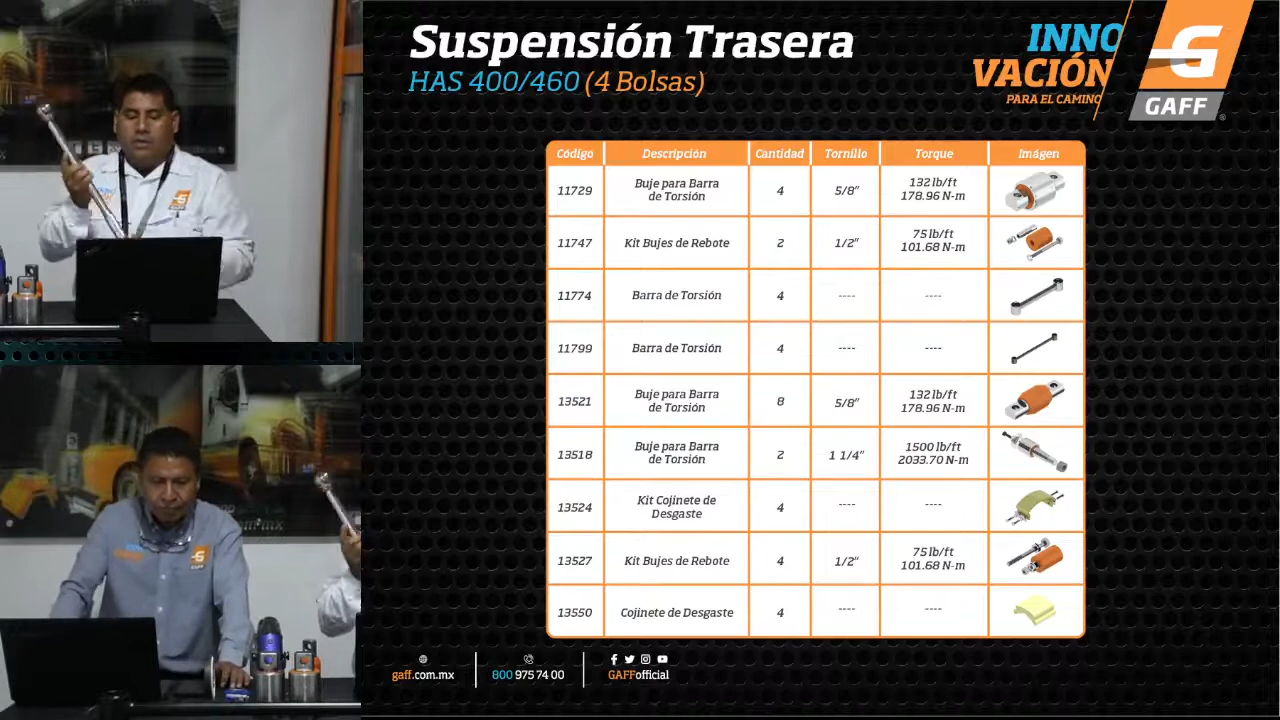 Suspensión Trasera
HAS 400/460 (4 Bolsas)
INNO
VACIÓN
PARA EL CAMINO
GAFF
Código Descripción Cantidad Tornillo Torque Imágen
11729 Buje para Barra de Torsión 4 5/8" 132 lb/ft 178.96 N-m
11747 Kit Bujes de Rebote 2 1/2" 75 lb/ft 101.68 N-m
11774 Barra de Torsión 4 ---- ----
11799 Barra de Torsión 4 ---- ----
13521 Buje para Barra de Torsión 8 5/8" 132 lb/ft 178.96 N-m
13518 Buje para Barra de Torsión 2 1 1/4" 1500 lb/ft 2033.70 N-m
13524 Kit Cojinete de Desgaste 4 ---- ----
13527 Kit Bujes de Rebote 4 1/2" 75 lb/ft 101.68 N-m
13550 Cojinete de Desgaste 4 ---- ----
gaff.com.mx
800 975 74 00
GAFFofficial
GAFF